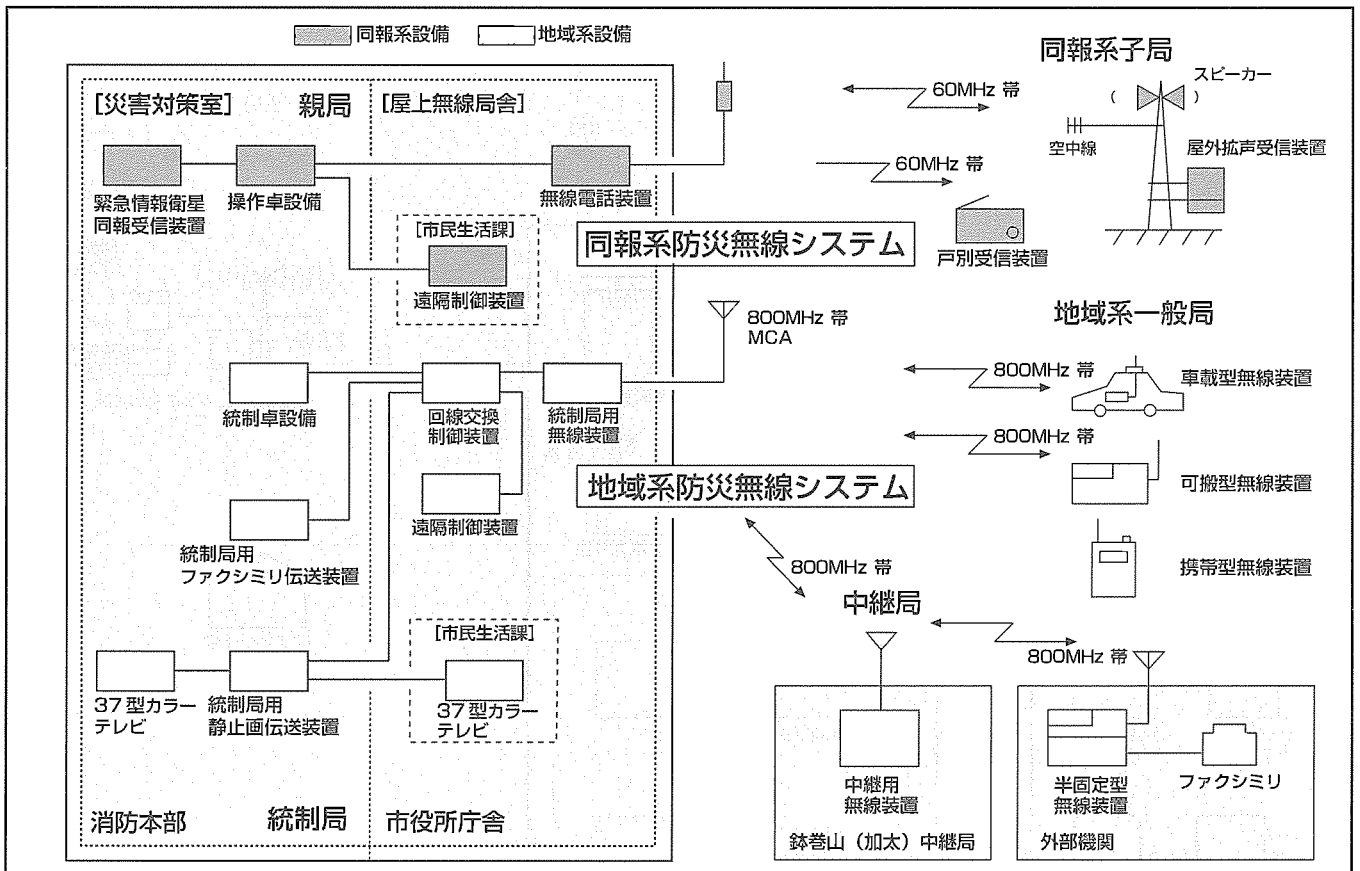 同報系設備
地域系設備
[災害対策室]
親局
[屋上無線局舎]
緊急情報衛星
同報受信装置
操作卓設備
無線電話装置
[市民生活課]
遠隔制御装置
同報系防災無線システム
60MHz 帯
60MHz 帯
同報系子局
スピーカー
空中線
屋外拡声受信装置
戸別受信装置
統制卓設備
回線交換
制御装置
統制局用
無線装置
800MHz 帯
MCA
遠隔制御装置
統制局用
ファクシミリ伝送装置
地域系防災無線システム
地域系一般局
800MHz 帯
車載型無線装置
800MHz 帯
可搬型無線装置
携帯型無線装置
800MHz 帯
中継局
800MHz 帯
37型カラー
テレビ
統制局用
静止画伝送装置
[市民生活課]
37型カラー
テレビ
消防本部
統制局
市役所庁舎
中継用
無線装置
鉢巻山（加太）中継局
半固定型
無線装置
ファクシミリ
外部機関